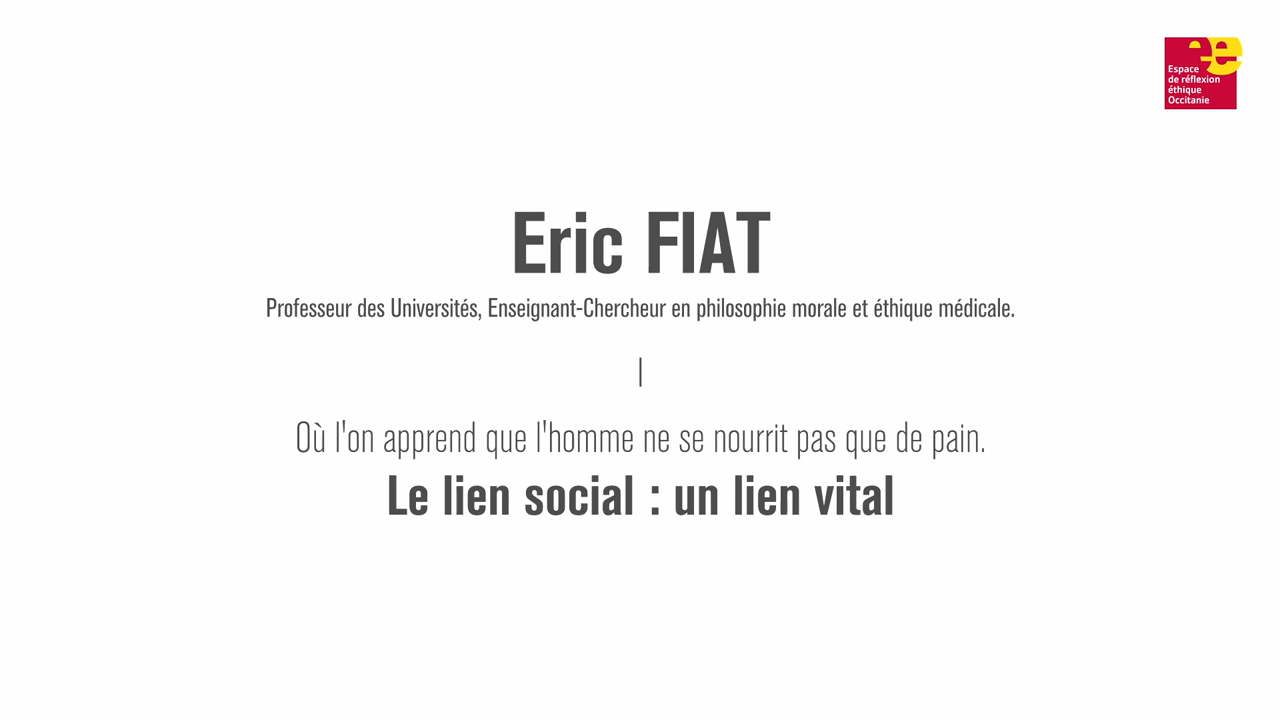 ee
Espace
de réflexion
éthique
Occitanie
Eric FIAT
Professeur des Universités, Enseignant-Chercheur en philosophie morale et éthique médicale.
Où l'on apprend que l'homme ne se nourrit pas que de pain.
Le lien social : un lien vital